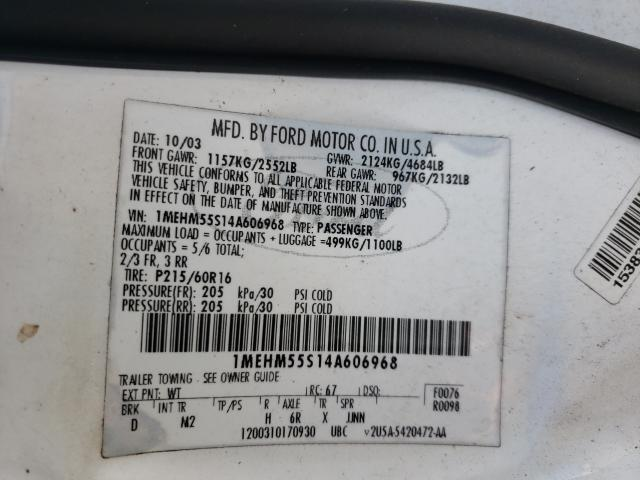 MFD. BY FORD MOTOR CO. IN U.S.A.
DATE: 10/03
FRONT GAWR: 1157KG/2552LB
GVWR: 2124KG/4684LB
REAR GAWR: 967KG/2132LB
THIS VEHICLE CONFORMS TO ALL APPLICABLE FEDERAL MOTOR
VEHICLE SAFETY, BUMPER, AND THEFT PREVENTION STANDARDS
IN EFFECT ON THE DATE OF MANUFACTURE SHOWN ABOVE.
VIN: 1MEHM55S14A606968 TYPE: PASSENGER
MAXIMUM LOAD = OCCUPANTS + LUGGAGE =499KG/1100LB
OCCUPANTS = 5/6 TOTAL;
2/3 FR, 3 RR
TIRE: P215/60R16
PRESSURE(FR): 205 kPa/30 PSI COLD
PRESSURE(RR): 205 kPa/30 PSI COLD
1MEHM55S14A606968
TRAILER TOWING - SEE OWNER GUIDE
EXT PNT: WT RC: 67 DSO: F0076
BRK INT TR TP/PS R AXLE TR SPR R0098
D M2 H 6R X JJNN
1200310170930 UBC v2U5A-5420472-AA